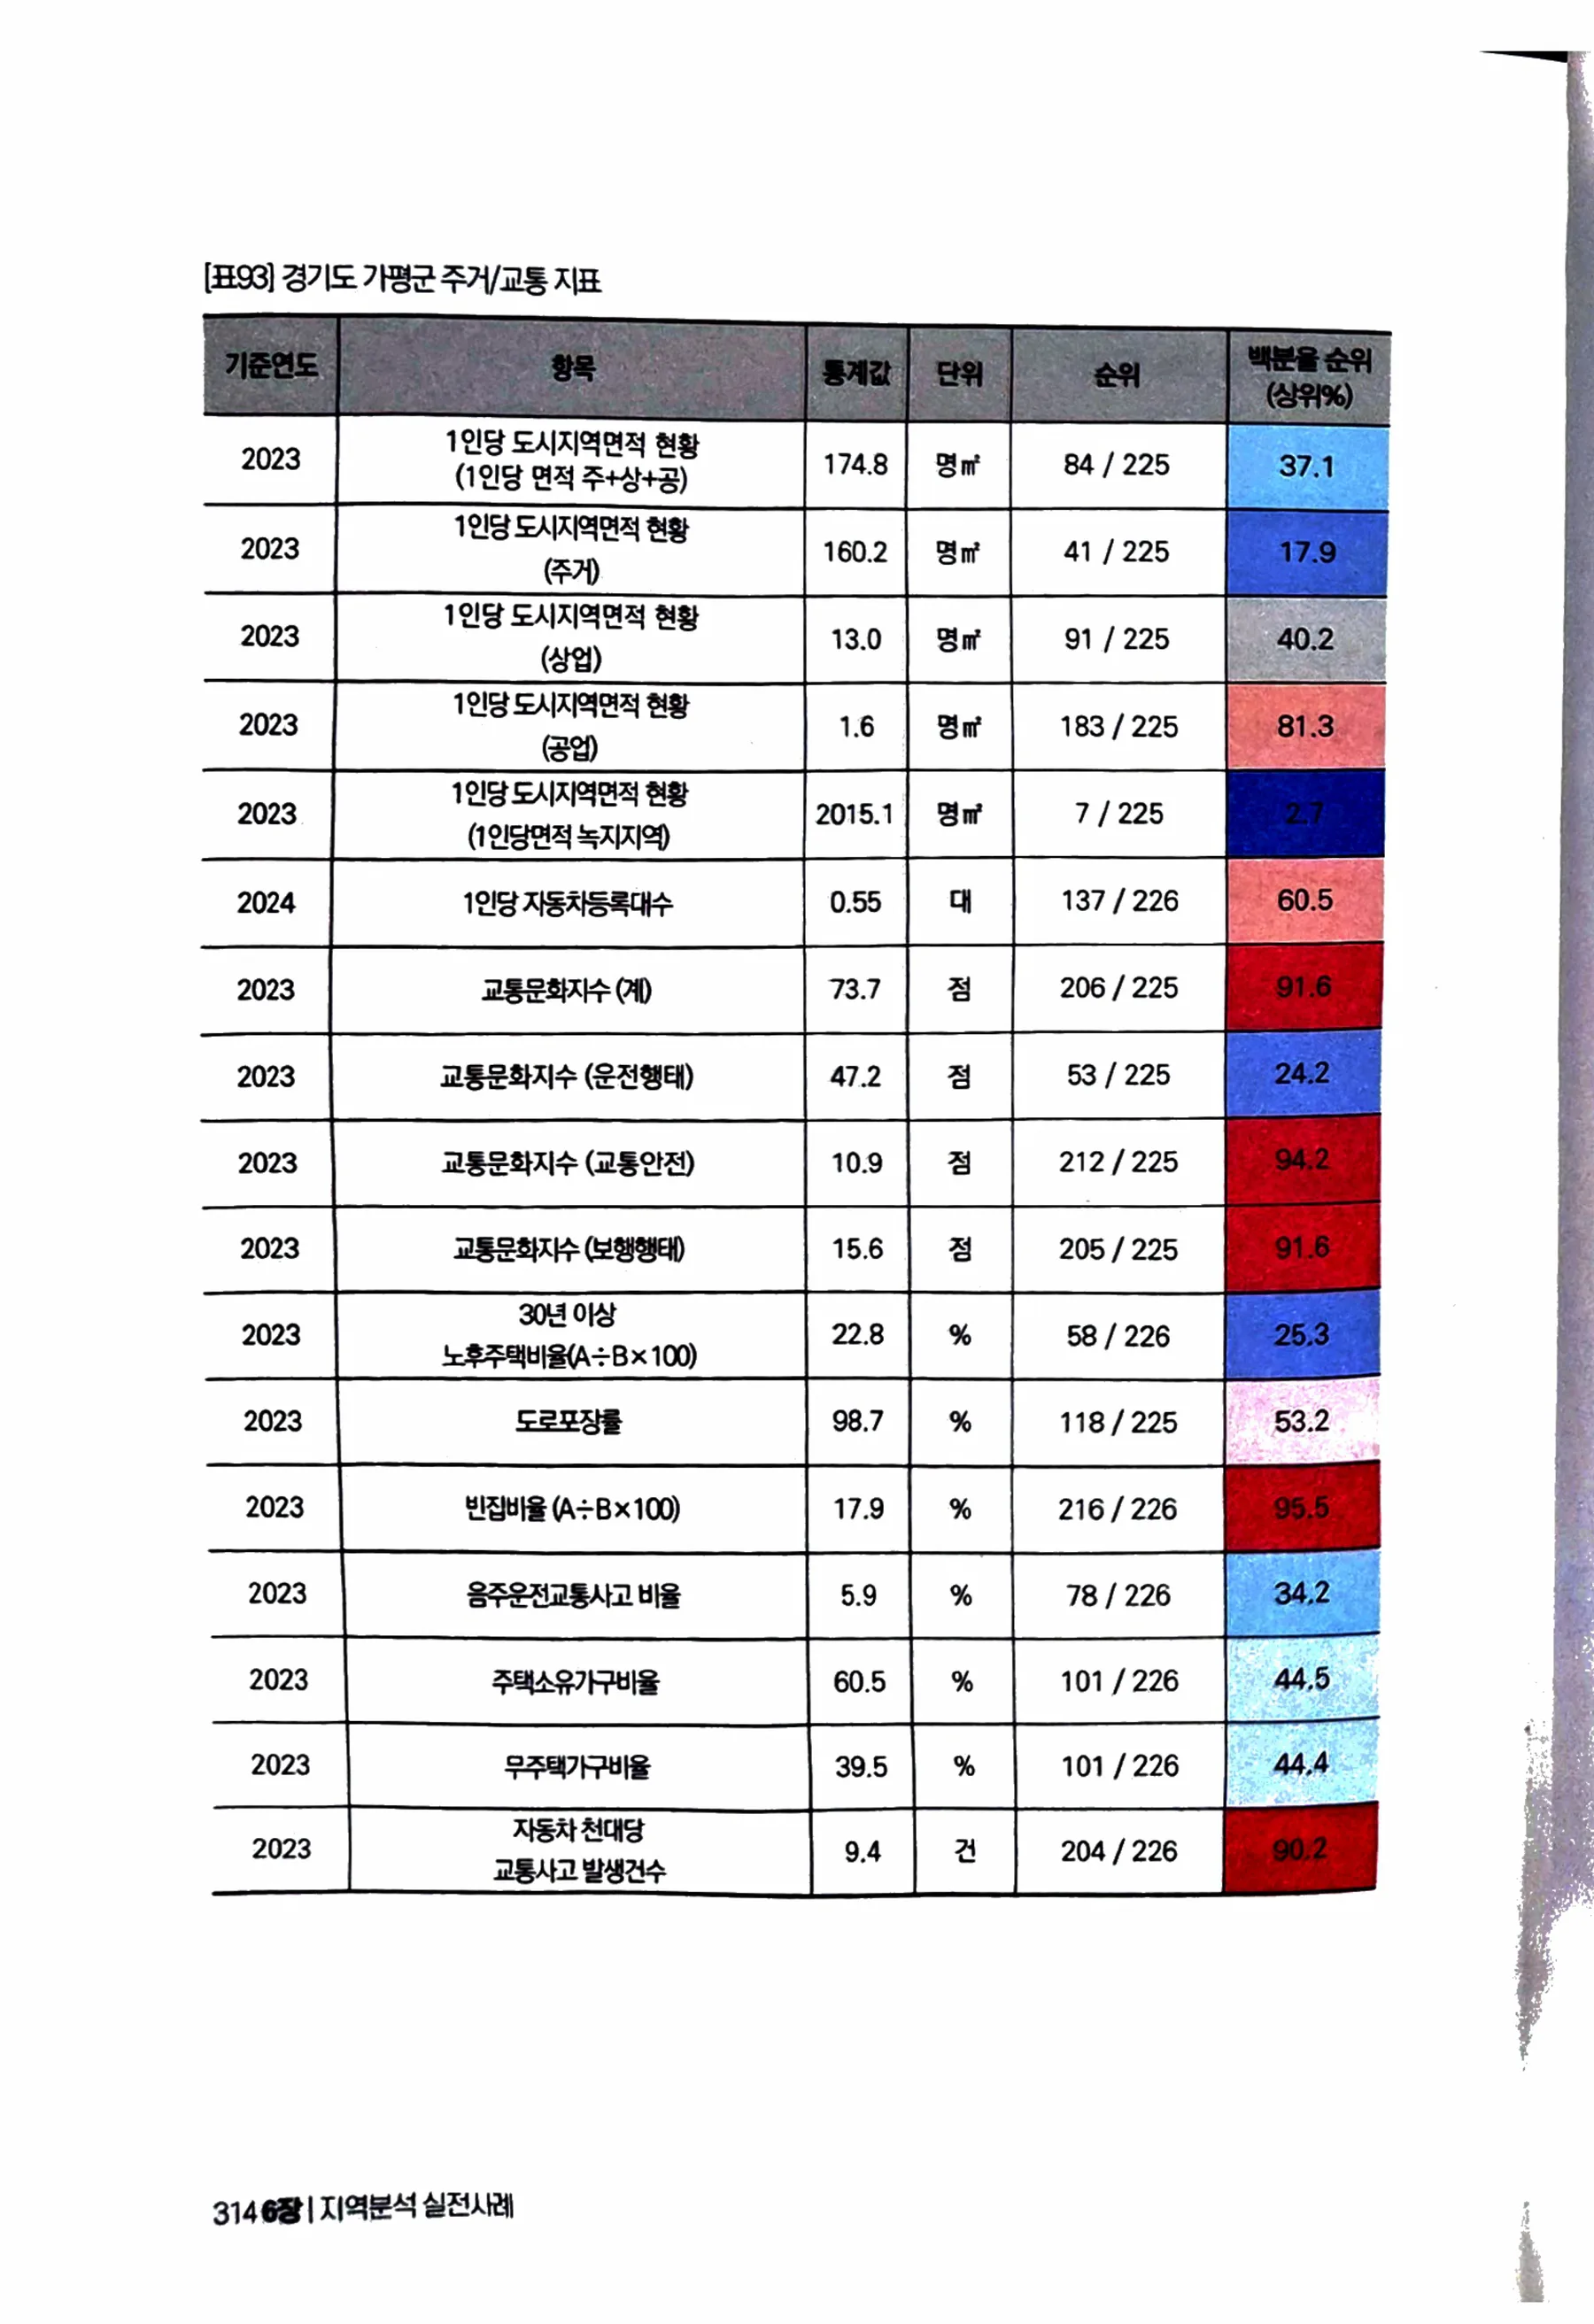 [표93] 경기도 가평군 주거/교통 지표
기준연도 항목 통계값 단위 순위 백분율 순위
(상위%)
2023 1인당 도시지역면적 현황
(1인당 면적 주+상+공) 174.8 명㎡ 84 / 225 37.1
2023 1인당 도시지역면적 현황
(주거) 160.2 명㎡ 41 / 225 17.9
2023 1인당 도시지역면적 현황
(상업) 13.0 명㎡ 91 / 225 40.2
2023 1인당 도시지역면적 현황
(공업) 1.6 명㎡ 183 / 225 81.3
2023 1인당 도시지역면적 현황
(1인당면적 녹지지역) 2015.1 명㎡ 7 / 225 2.7
2024 1인당 자동차등록대수 0.55 대 137 / 226 60.5
2023 교통문화지수 (계) 73.7 점 206 / 225 91.6
2023 교통문화지수 (운전행태) 47.2 점 53 / 225 24.2
2023 교통문화지수 (교통안전) 10.9 점 212 / 225 94.2
2023 교통문화지수 (보행행태) 15.6 점 205 / 225 91.6
2023 30년 이상
노후주택비율(A÷B×100) 22.8 % 58 / 226 25.3
2023 도로포장률 98.7 % 118 / 225 53.2
2023 빈집비율 (A÷B×100) 17.9 % 216 / 226 95.5
2023 음주운전교통사고 비율 5.9 % 78 / 226 34.2
2023 주택소유가구비율 60.5 % 101 / 226 44.5
2023 무주택가구비율 39.5 % 101 / 226 44.4
2023 자동차 천대당
교통사고 발생건수 9.4 건 204 / 226 90.2
314 6장 | 지역분석 실전사례